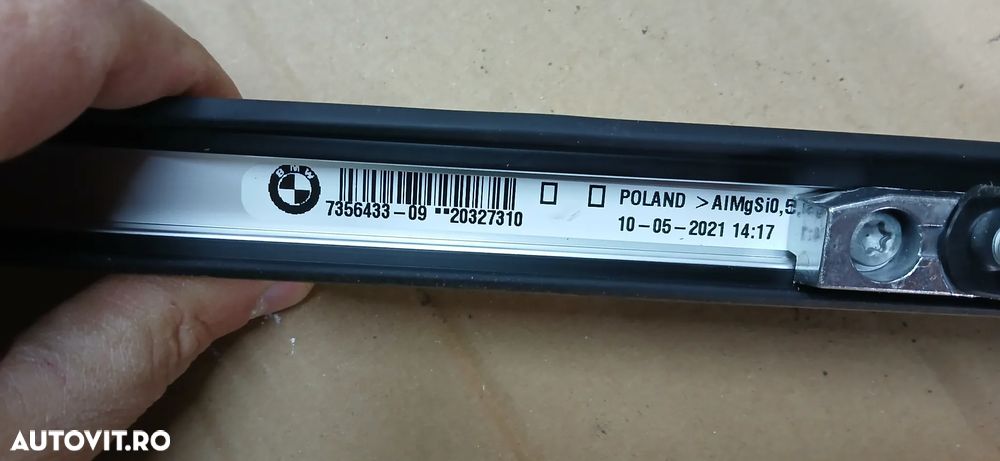 BMW
7356433-09 **20327310
POLAND >AlMgSi0,5
10-05-2021 14:17
AUTOVIT.RO